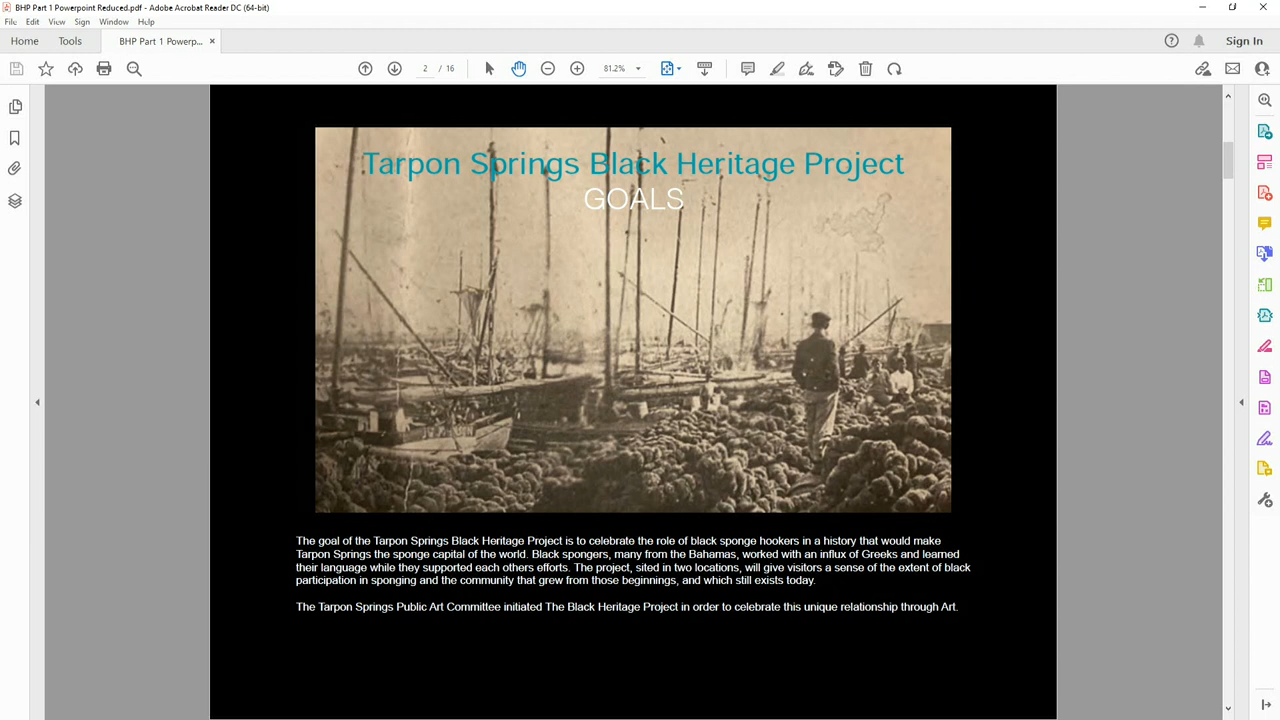 BHP Part 1 Powerpoint Reduced.pdf - Adobe Acrobat Reader DC (64-bit)
File Edit View Sign Window Help
Home Tools BHP Part 1 Powerp... ×
Sign In
2 / 16 81.2%
Tarpon Springs Black Heritage Project
GOALS
The goal of the Tarpon Springs Black Heritage Project is to celebrate the role of black sponge hookers in a history that would make
Tarpon Springs the sponge capital of the world. Black spongers, many from the Bahamas, worked with an influx of Greeks and learned
their language while they supported each others efforts. The project, sited in two locations, will give visitors a sense of the extent of black
participation in sponging and the community that grew from those beginnings, and which still exists today.
The Tarpon Springs Public Art Committee initiated The Black Heritage Project in order to celebrate this unique relationship through Art.